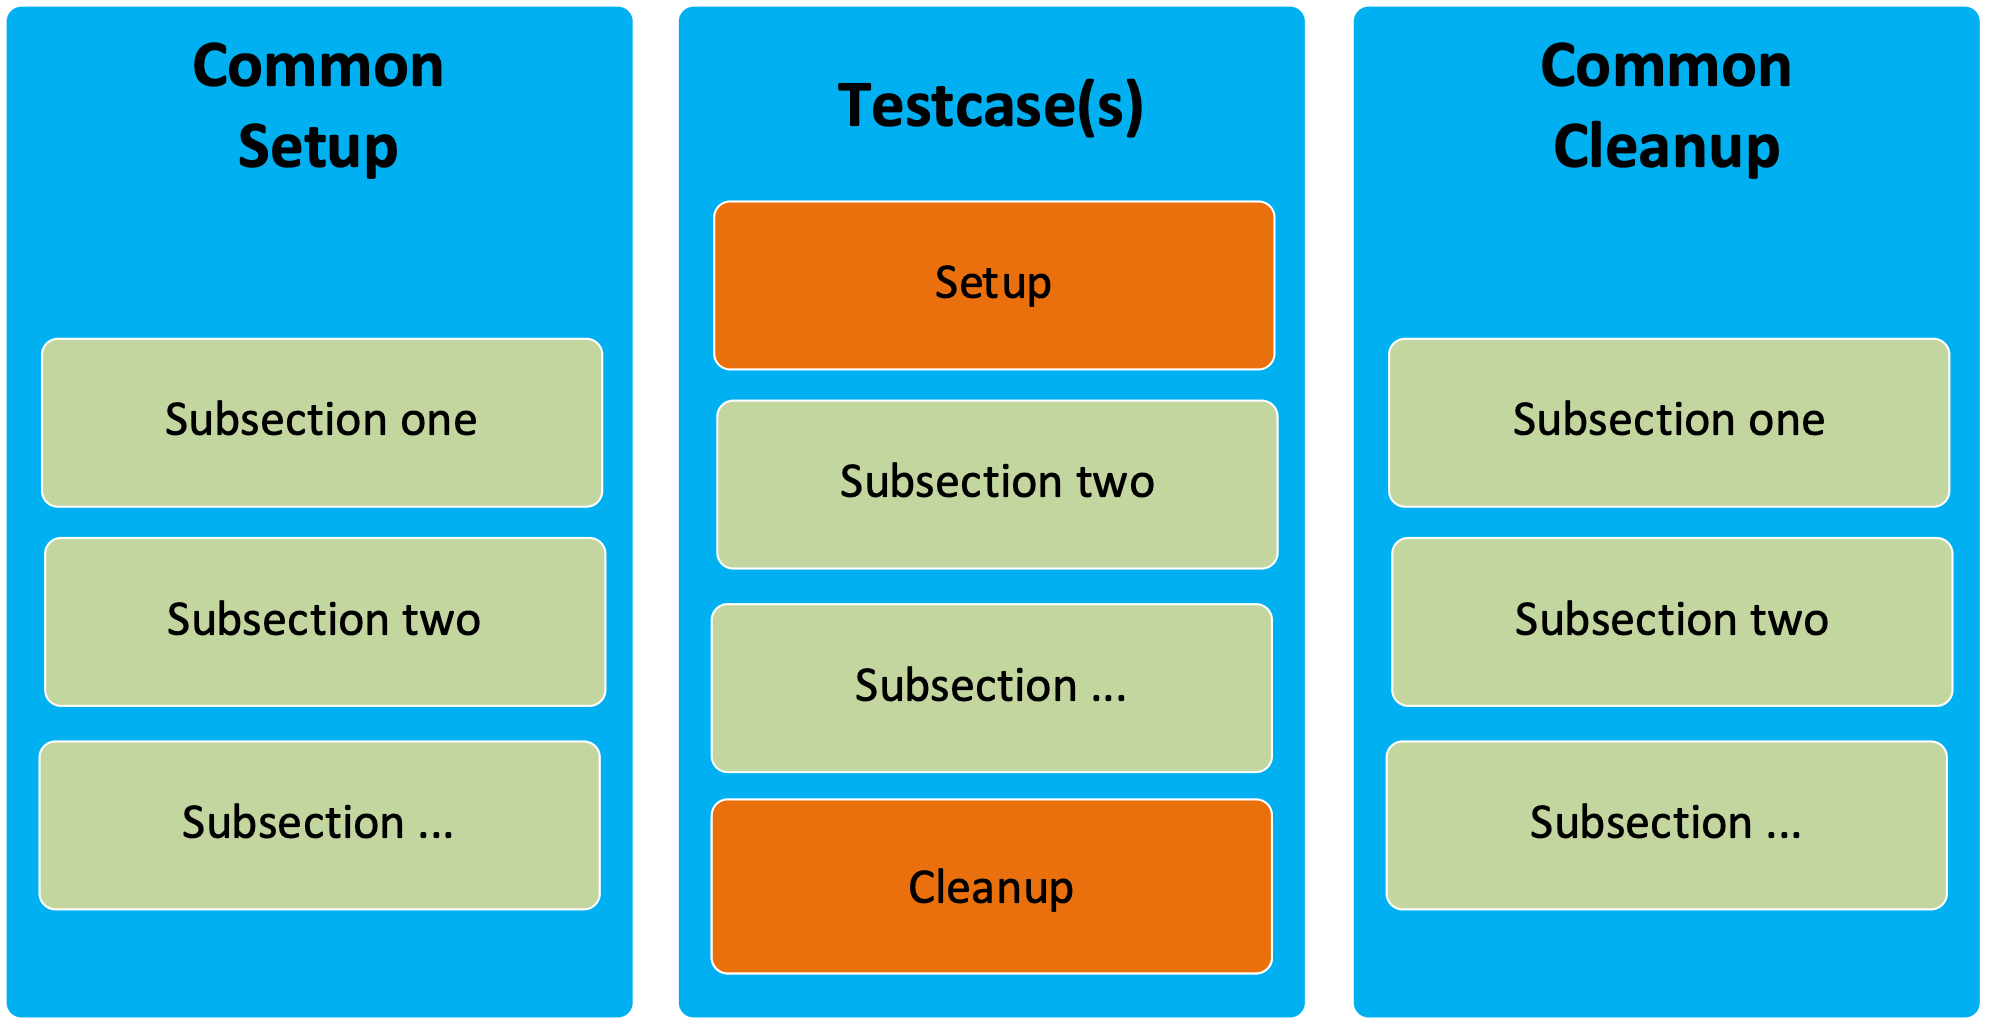 Common
Setup
Subsection one
Subsection two
Subsection ...
Testcase(s)
Setup
Subsection two
Subsection ...
Cleanup
Common
Cleanup
Subsection one
Subsection two
Subsection ...